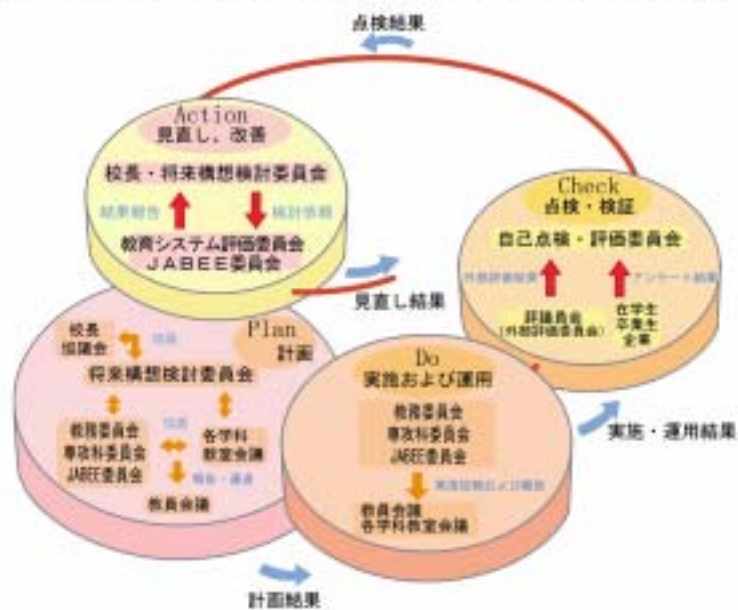 点検結果
Action
見直し、改善
校長・将来構想検討委員会
結果報告
検討依頼
教育システム評価委員会
JABEE委員会
見直し結果
Check
点検・検証
自己点検・評価委員会
アンケート結果
評議員会
(外部評価委員会)
在学生
卒業生
企業
Plan
計画
校長
協議会
将来構想検討委員会
教務委員会
専攻科委員会
JABEE委員会
各学科
教室会議
教員会議
Do
実施および運用
教務委員会
専攻科委員会
JABEE委員会
教員会議
各学科教室会議
実施・運用結果
計画結果